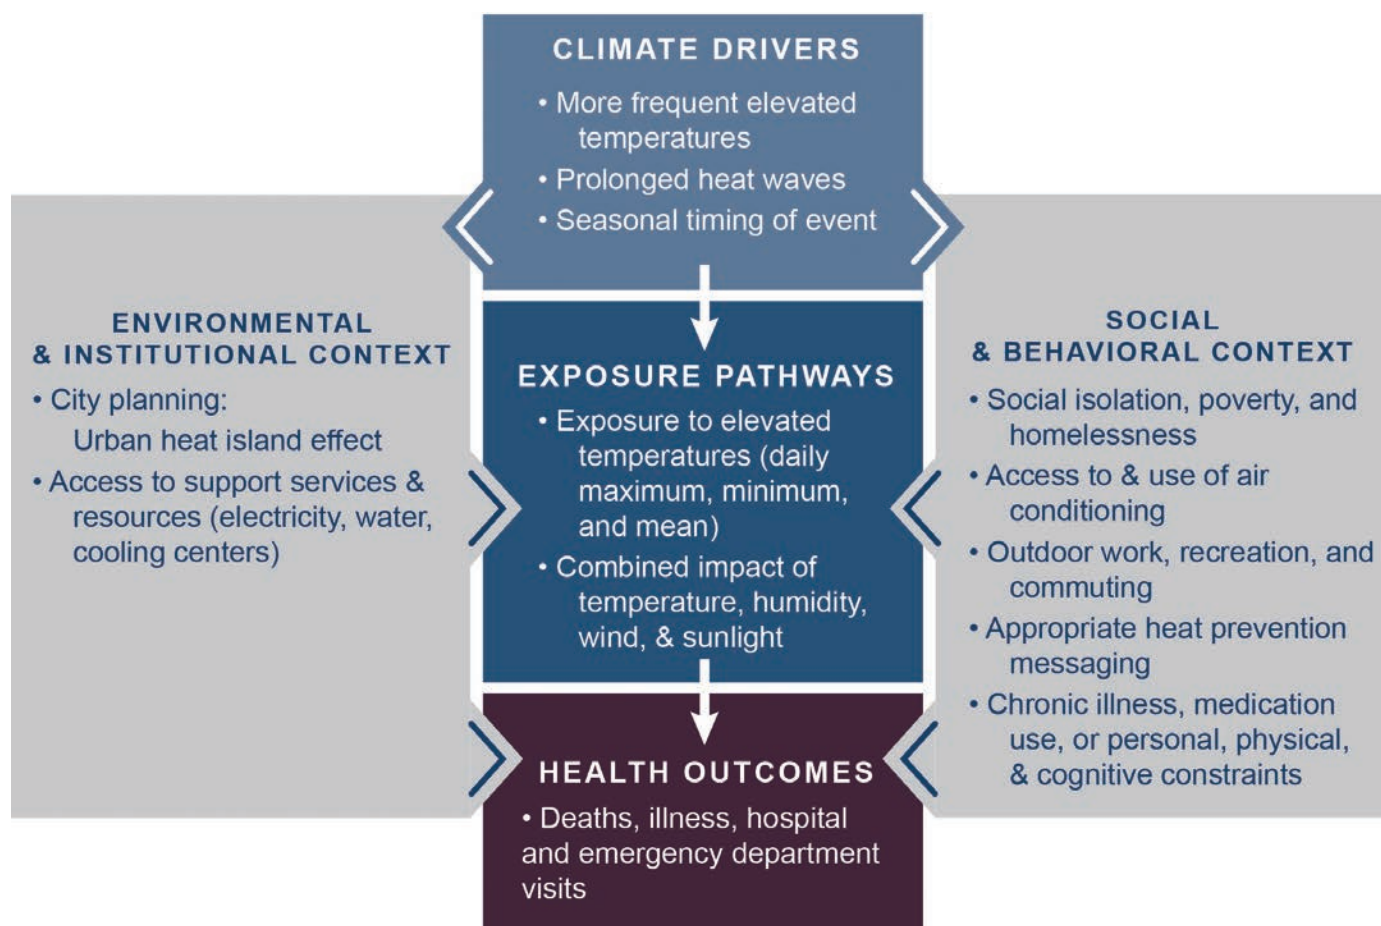 CLIMATE DRIVERS
• More frequent elevated
temperatures
• Prolonged heat waves
• Seasonal timing of event
ENVIRONMENTAL
& INSTITUTIONAL CONTEXT
• City planning:
Urban heat island effect
• Access to support services &
resources (electricity, water,
cooling centers)
EXPOSURE PATHWAYS
• Exposure to elevated
temperatures (daily
maximum, minimum,
and mean)
• Combined impact of
temperature, humidity,
wind, & sunlight
SOCIAL
& BEHAVIORAL CONTEXT
• Social isolation, poverty, and
homelessness
• Access to & use of air
conditioning
• Outdoor work, recreation, and
commuting
• Appropriate heat prevention
messaging
• Chronic illness, medication
use, or personal, physical,
& cognitive constraints
HEALTH OUTCOMES
• Deaths, illness, hospital
and emergency department
visits